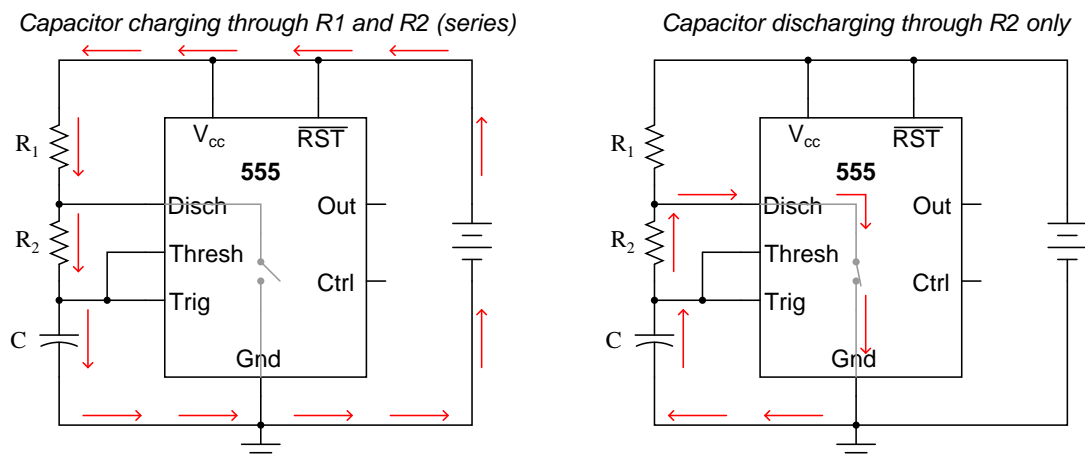 Capacitor charging through R1 and R2 (series)
R1
R2
C
Vcc
RST
555
Disch
Thresh
Trig
Out
Ctrl
Gnd
Capacitor discharging through R2 only
R1
R2
C
Vcc
RST
555
Disch
Thresh
Trig
Out
Ctrl
Gnd